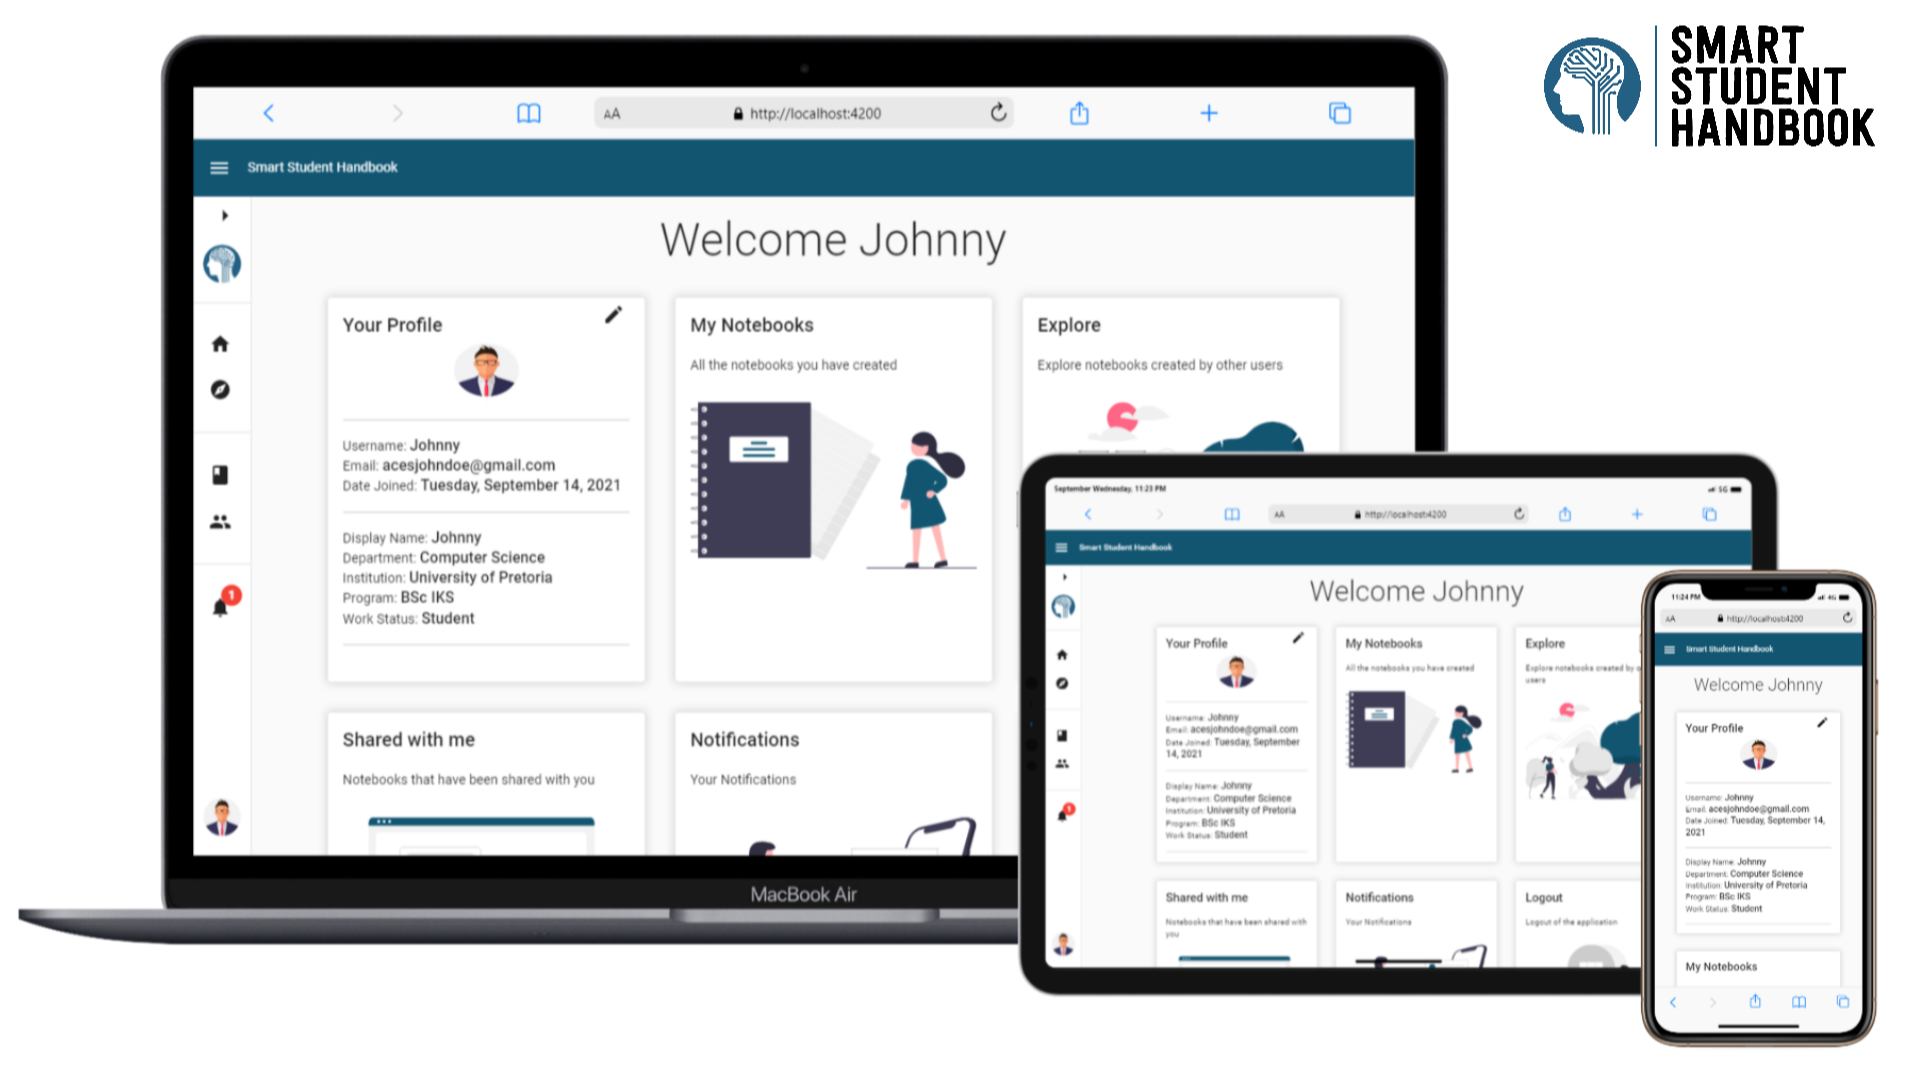 SMART
STUDENT
HANDBOOK
AA
http://localhost:4200
Smart Student Handbook
Welcome Johnny
Your Profile
Username: Johnny
Email: acesjohndoe@gmail.com
Date Joined: Tuesday, September 14, 2021
Display Name: Johnny
Department: Computer Science
Institution: University of Pretoria
Program: BSc IKS
Work Status: Student
My Notebooks
All the notebooks you have created
Explore
Explore notebooks created by other users
1
Shared with me
Notebooks that have been shared with you
Notifications
Your Notifications
MacBook Air
September Wednesday, 11:23 PM
5G
AA
http://localhost:4200
Smart Student Handbook
Welcome Johnny
Your Profile
Username: Johnny
Email: acesjohndoe@gmail.com
Date Joined: Tuesday, September
14, 2021
Display Name: Johnny
Department: Computer Science
Institution: University of Pretoria
Program: BSc IKS
Work Status: Student
My Notebooks
All the notebooks you have created
Explore
Explore notebooks created by
users
1
Shared with me
Notebooks that have been shared with
you
Notifications
Your Notifications
Logout
Logout of the application
11:24 PM
4G
AA
http://localhost:4200
Smart Student Handbook
Welcome Johnny
Your Profile
Username: Johnny
Email: acesjohndoe@gmail.com
Date Joined: Tuesday, September 14,
2021
Display Name: Johnny
Department: Computer Science
Institution: University of Pretoria
Program: BSc IKS
Work Status: Student
My Notebooks